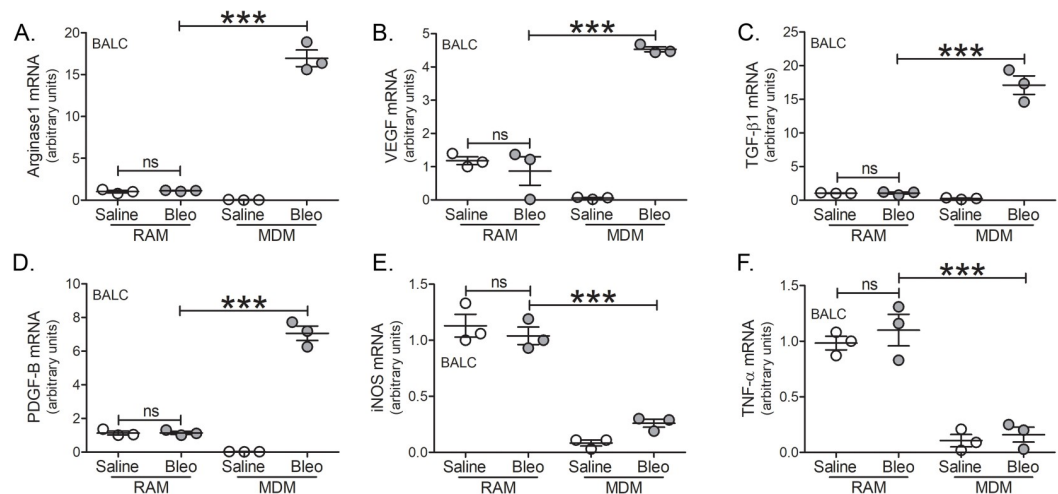 A.
Arginase1 mRNA
(arbitrary units)
BALC
***
ns
20
15
10
5
0
Saline Bleo Saline Bleo
RAM MDM
B.
VEGF mRNA
(arbitrary units)
BALC
***
ns
5
4
2
1
0
Saline Bleo Saline Bleo
RAM MDM
C.
TGF-β1 mRNA
(arbitrary units)
BALC
***
ns
25
20
15
10
5
0
Saline Bleo Saline Bleo
RAM MDM
D.
PDGF-B mRNA
(arbitrary units)
BALC
***
ns
10
8
6
4
2
0
Saline Bleo Saline Bleo
RAM MDM
E.
iNOS mRNA
(arbitrary units)
BALC
ns
***
1.5
1.0
0.5
0.0
Saline Bleo Saline Bleo
RAM MDM
F.
TNF-α mRNA
(arbitrary units)
BALC
ns
***
1.5
1.0
0.5
0.0
Saline Bleo Saline Bleo
RAM MDM